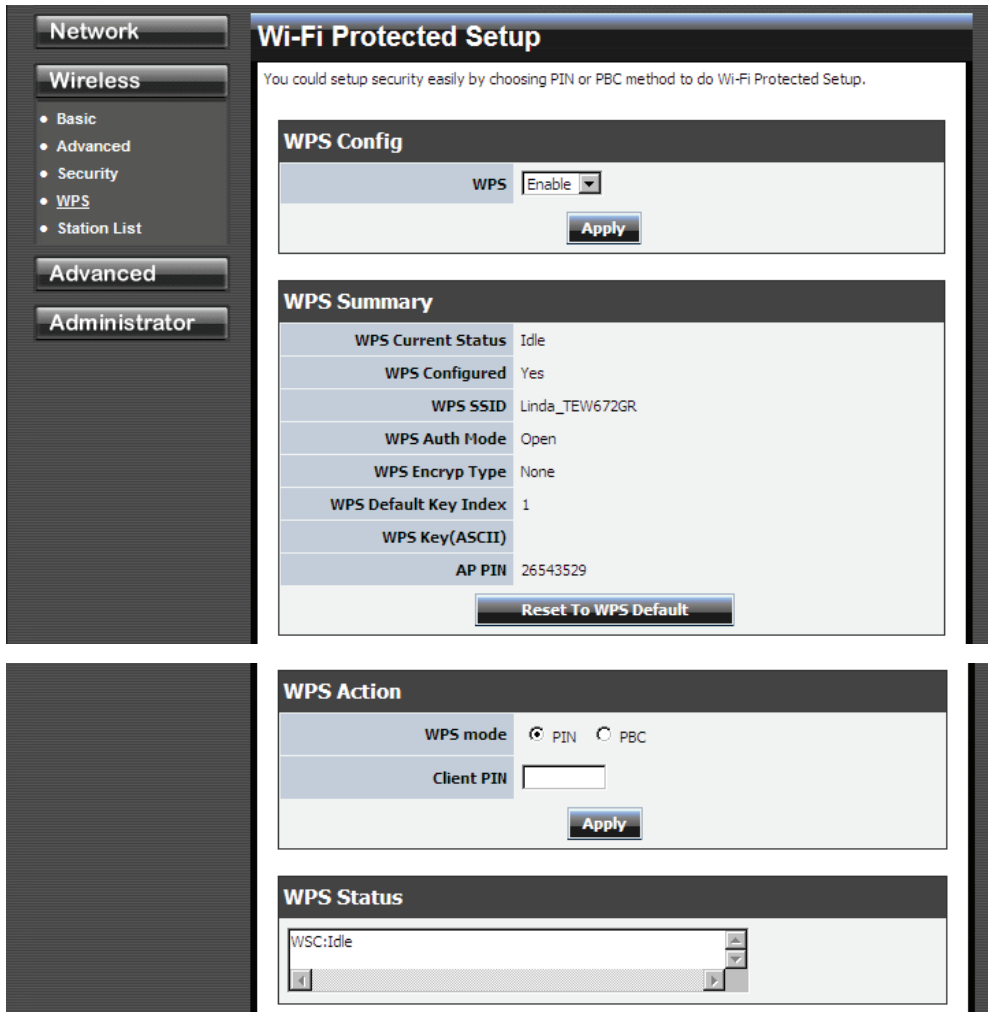 Network
Wireless
Basic
Advanced
Security
WPS
Station List
Advanced
Administrator
Wi-Fi Protected Setup
You could setup security easily by choosing PIN or PBC method to do Wi-Fi Protected Setup.
WPS Config
WPS Enable
Apply
WPS Summary
WPS Current Status Idle
WPS Configured Yes
WPS SSID Linda_TEW672GR
WPS Auth Mode Open
WPS Encryp Type None
WPS Default Key Index 1
WPS Key(ASCII)
AP PIN 26543529
Reset To WPS Default
WPS Action
WPS mode PIN PBC
Client PIN
Apply
WPS Status
WSC:Idle